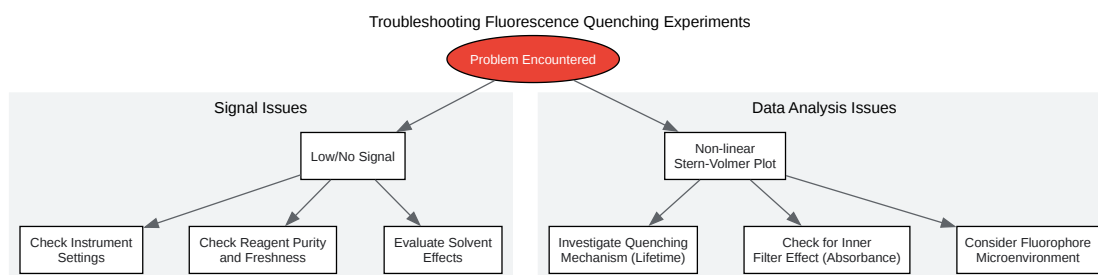 Troubleshooting Fluorescence Quenching Experiments
Problem Encountered
Signal Issues
Low/No Signal
Check Instrument
Settings
Check Reagent Purity
and Freshness
Evaluate Solvent
Effects
Data Analysis Issues
Non-linear
Stern-Volmer Plot
Investigate Quenching
Mechanism (Lifetime)
Check for Inner
Filter Effect (Absorbance)
Consider Fluorophore
Microenvironment